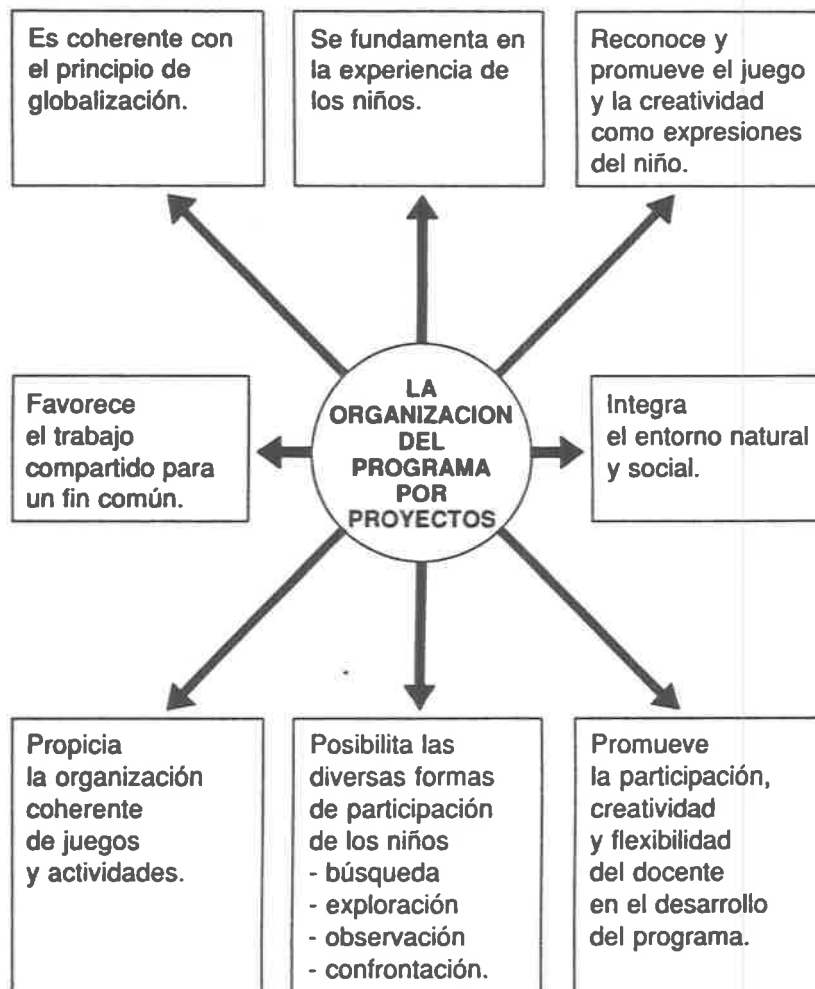 Es coherente con
el principio de
globalización.
Se fundamenta en
la experiencia de
los niños.
Reconoce y
promueve el juego
y la creatividad
como expresiones
del niño.
Favorece
el trabajo
compartido para
un fin común.
LA
ORGANIZACION
DEL
PROGRAMA
POR
PROYECTOS
Integra
el entorno natural
y social.
Propicia
la organización
coherente
de juegos
y actividades.
Posibilita las
diversas formas
de participación
de los niños
- búsqueda
- exploración
- observación
- confrontación.
Promueve
la participación,
creatividad
y flexibilidad
del docente
en el desarrollo
del programa.